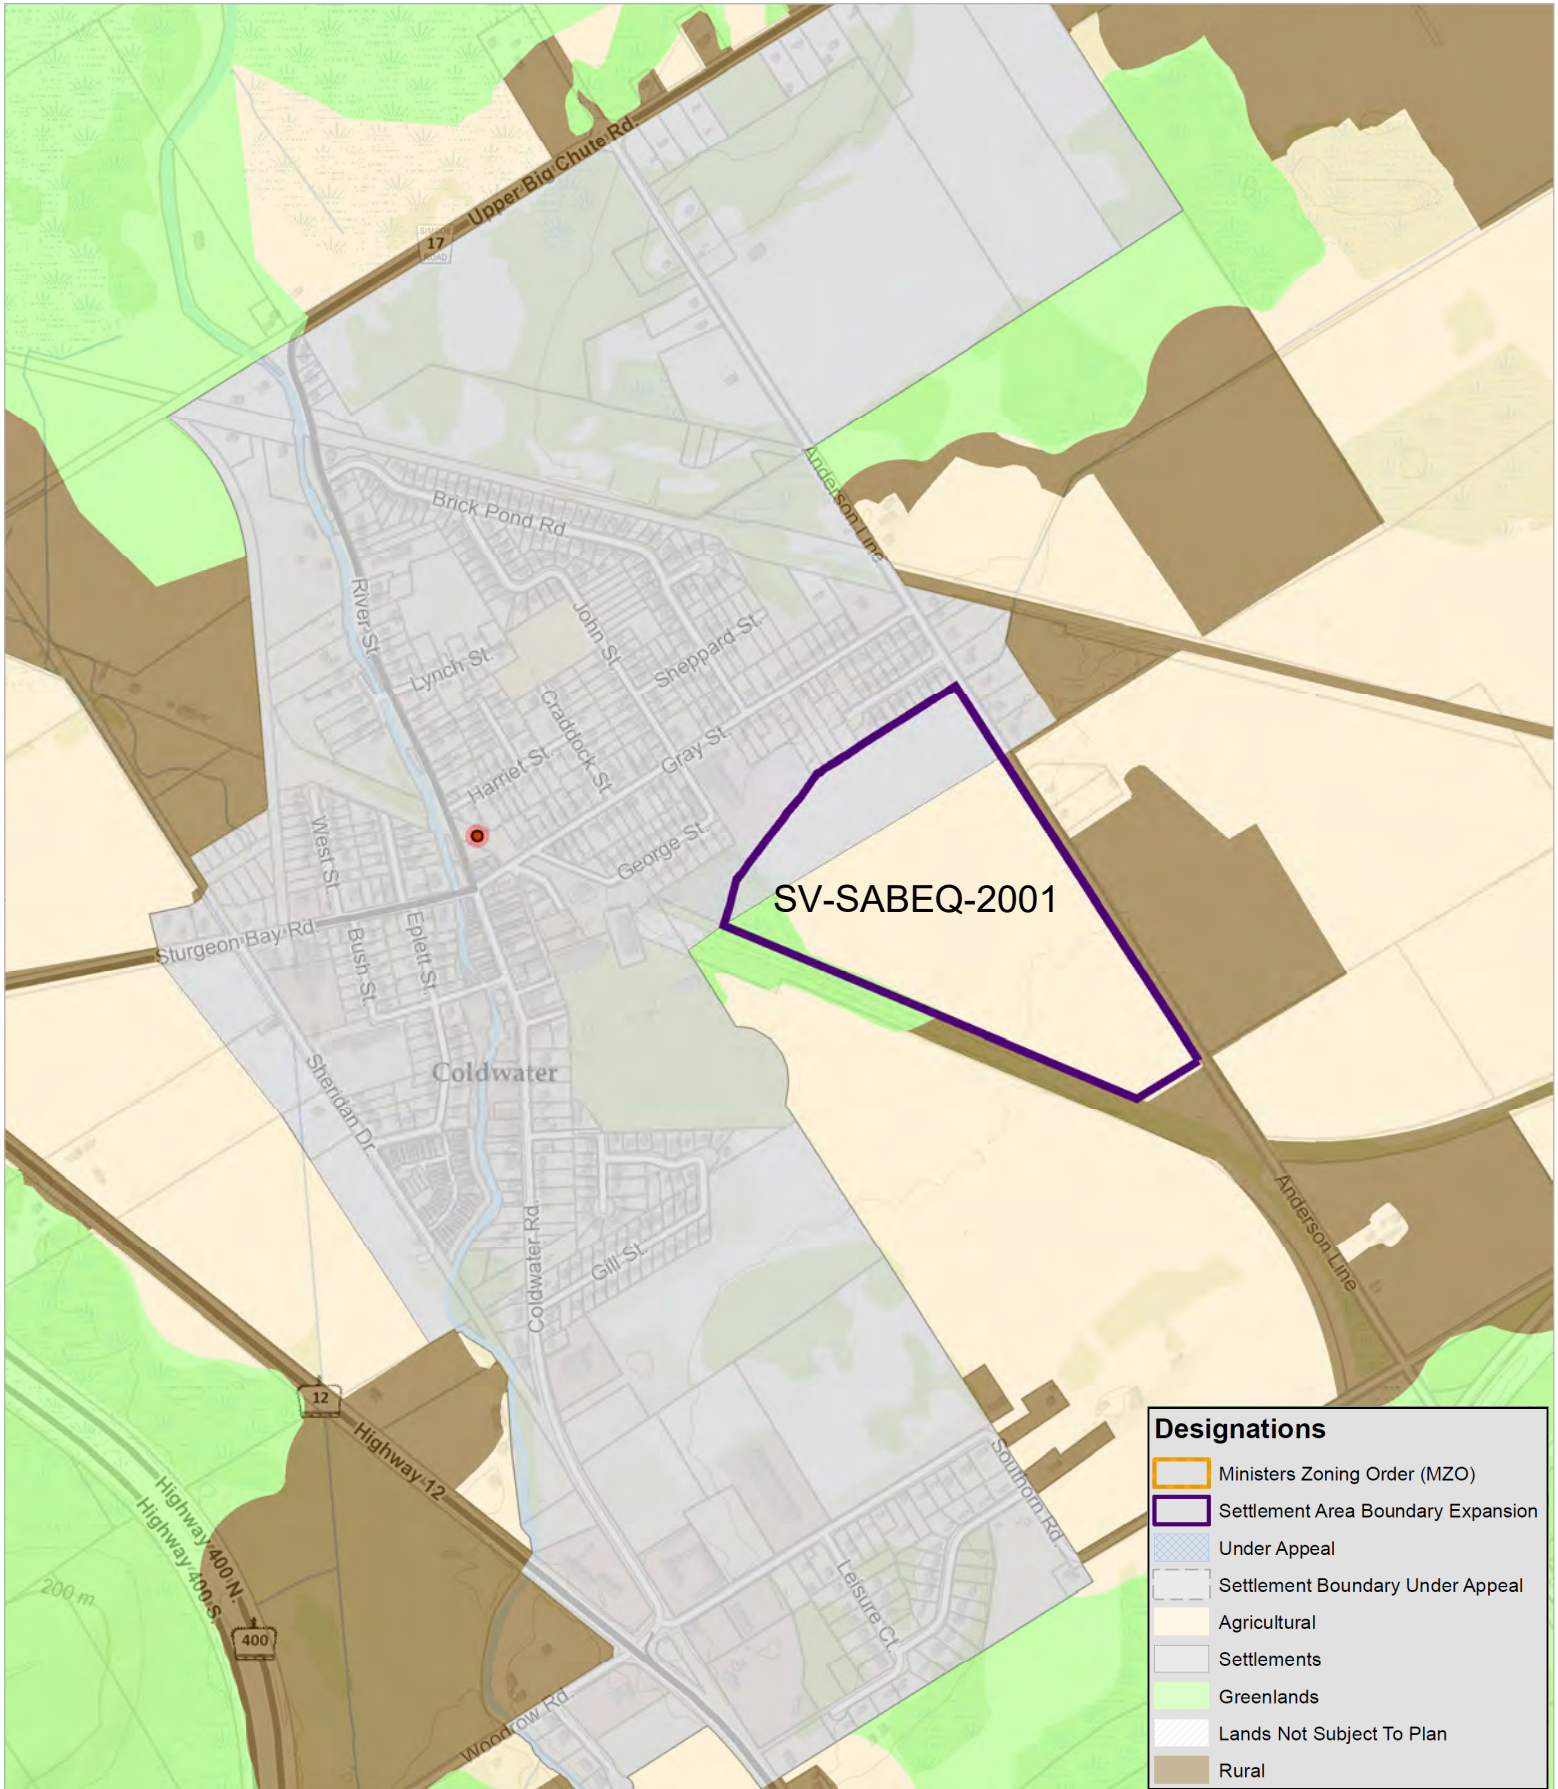 Upper Big Chute Rd.
SIMCOE
17
ROAD
Anderson Line
Brick Pond Rd.
River St.
John St.
Sheppard St.
Lynch St.
Craddock St.
Gray St.
Harriet St.
West St.
George St.
SV-SABEQ-2001
Sturgeon Bay Rd.
Eplett St.
Bush St.
Coldwater
Sheridan Dr.
Coldwater Rd.
Gill St.
Anderson Line
12
Highway 12
Highway 400 N.
Highway 400 S.
400
200 m
Southorn Rd.
Leisure Ct.
Woodrow Rd.
Designations
Ministers Zoning Order (MZO)
Settlement Area Boundary Expansion
Under Appeal
Settlement Boundary Under Appeal
Agricultural
Settlements
Greenlands
Lands Not Subject To Plan
Rural